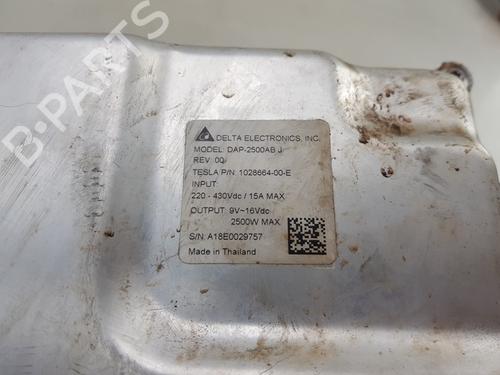 DELTA ELECTRONICS, INC.
MODEL: DAP-2500AB J
REV: 00
TESLA P/N: 1028664-00-E
INPUT:
220 - 430Vdc / 15A MAX
OUTPUT: 9V~16Vdc
2500W MAX
S/N: A18E0029757
Made in Thailand
B-PARTS